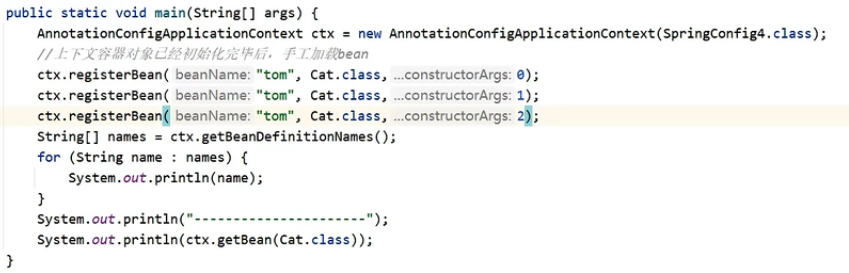 public static void main(String[] args) {
AnnotationConfigApplicationContext ctx = new AnnotationConfigApplicationContext(SpringConfig4.class);
//上下文容器对象已经初始化完毕后，手工加载bean
ctx.registerBean( beanName: "tom", Cat.class, ...constructorArgs: 0);
ctx.registerBean( beanName: "tom", Cat.class, ...constructorArgs: 1);
ctx.registerBean( beanName: "tom", Cat.class, ...constructorArgs: 2);
String[] names = ctx.getBeanDefinitionNames();
for (String name : names) {
System.out.println(name);
}
System.out.println("----------------------");
System.out.println(ctx.getBean(Cat.class));
}